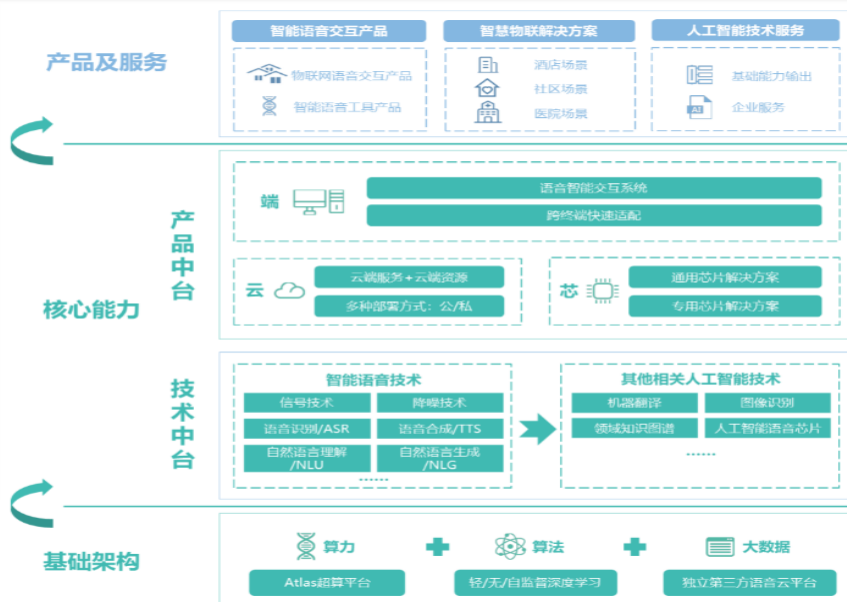 产品及服务
智能语音交互产品
物联网语音交互产品
智能语音工具产品
智慧物联解决方案
酒店场景
社区场景
医院场景
人工智能技术服务
基础能力输出
AI
企业服务
核心能力
产品中台
端
语音智能交互系统
跨终端快速适配
云
云端服务+云端资源
多种部署方式：公/私
芯
通用芯片解决方案
专用芯片解决方案
技术中台
智能语音技术
信号技术
降噪技术
语音识别/ASR
语音合成/TTS
自然语言理解
/NLU
自然语言生成
/NLG
......
其他相关人工智能技术
机器翻译
图像识别
领域知识图谱
人工智能语音芯片
......
基础架构
算力
Atlas超算平台
算法
轻/无/自监督深度学习
大数据
独立第三方语音云平台